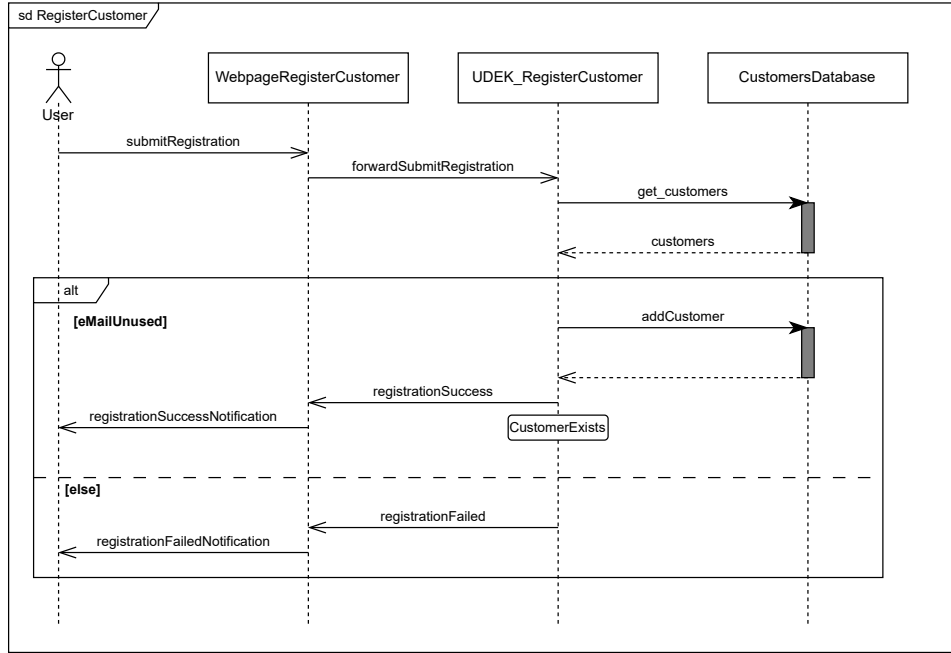 sd RegisterCustomer
User
WebpageRegisterCustomer
UDEK_RegisterCustomer
CustomersDatabase
submitRegistration
forwardSubmitRegistration
get_customers
customers
alt
[eMailUnused]
addCustomer
registrationSuccess
registrationSuccessNotification
CustomerExists
[else]
registrationFailed
registrationFailedNotification